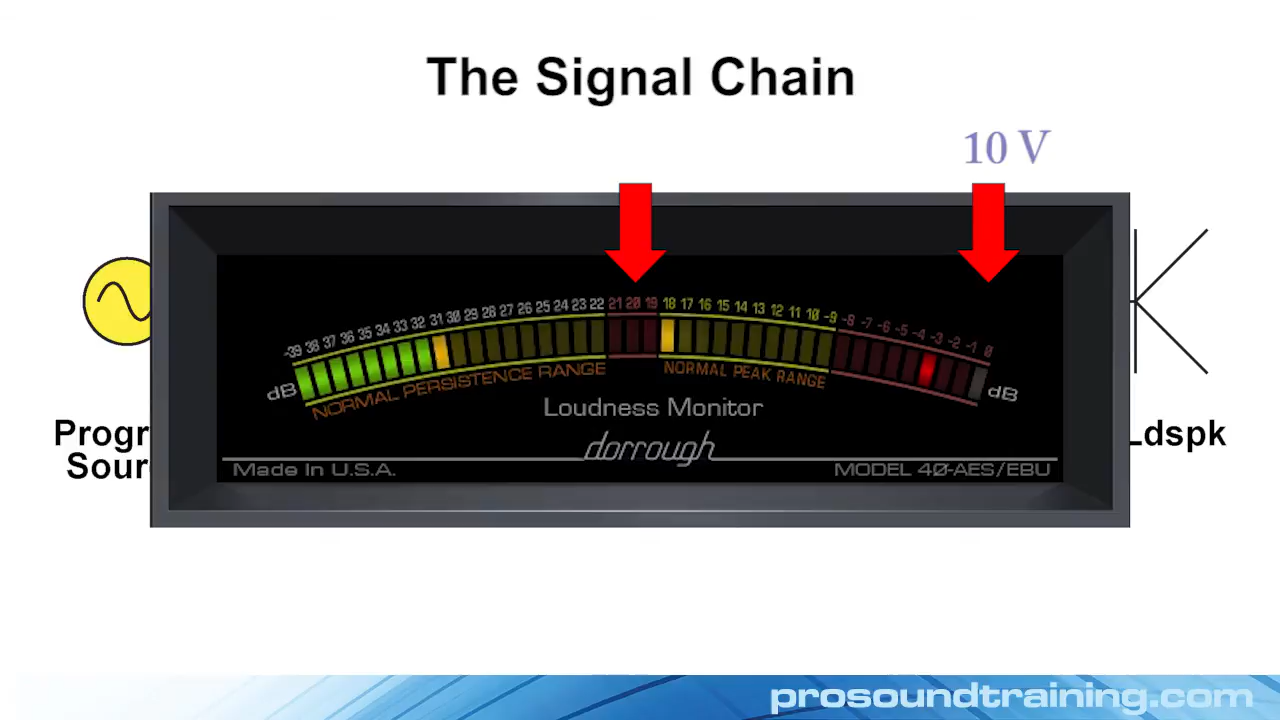 The Signal Chain
10 V
-39 38 37 36 35 34 33 32 31 30 29 28 27 26 25 24 23 22 21 20 19 18 17 16 15 14 13 12 11 10 -9 -8 -7 -6 -5 -4 -3 -2 -1 0
dB NORMAL PERSISTENCE RANGE NORMAL PEAK RANGE dB
Loudness Monitor
dorrough
Made In U.S.A. MODEL 40-AES/EBU
Progr
Sour
Ldspk
prosoundtraining.com